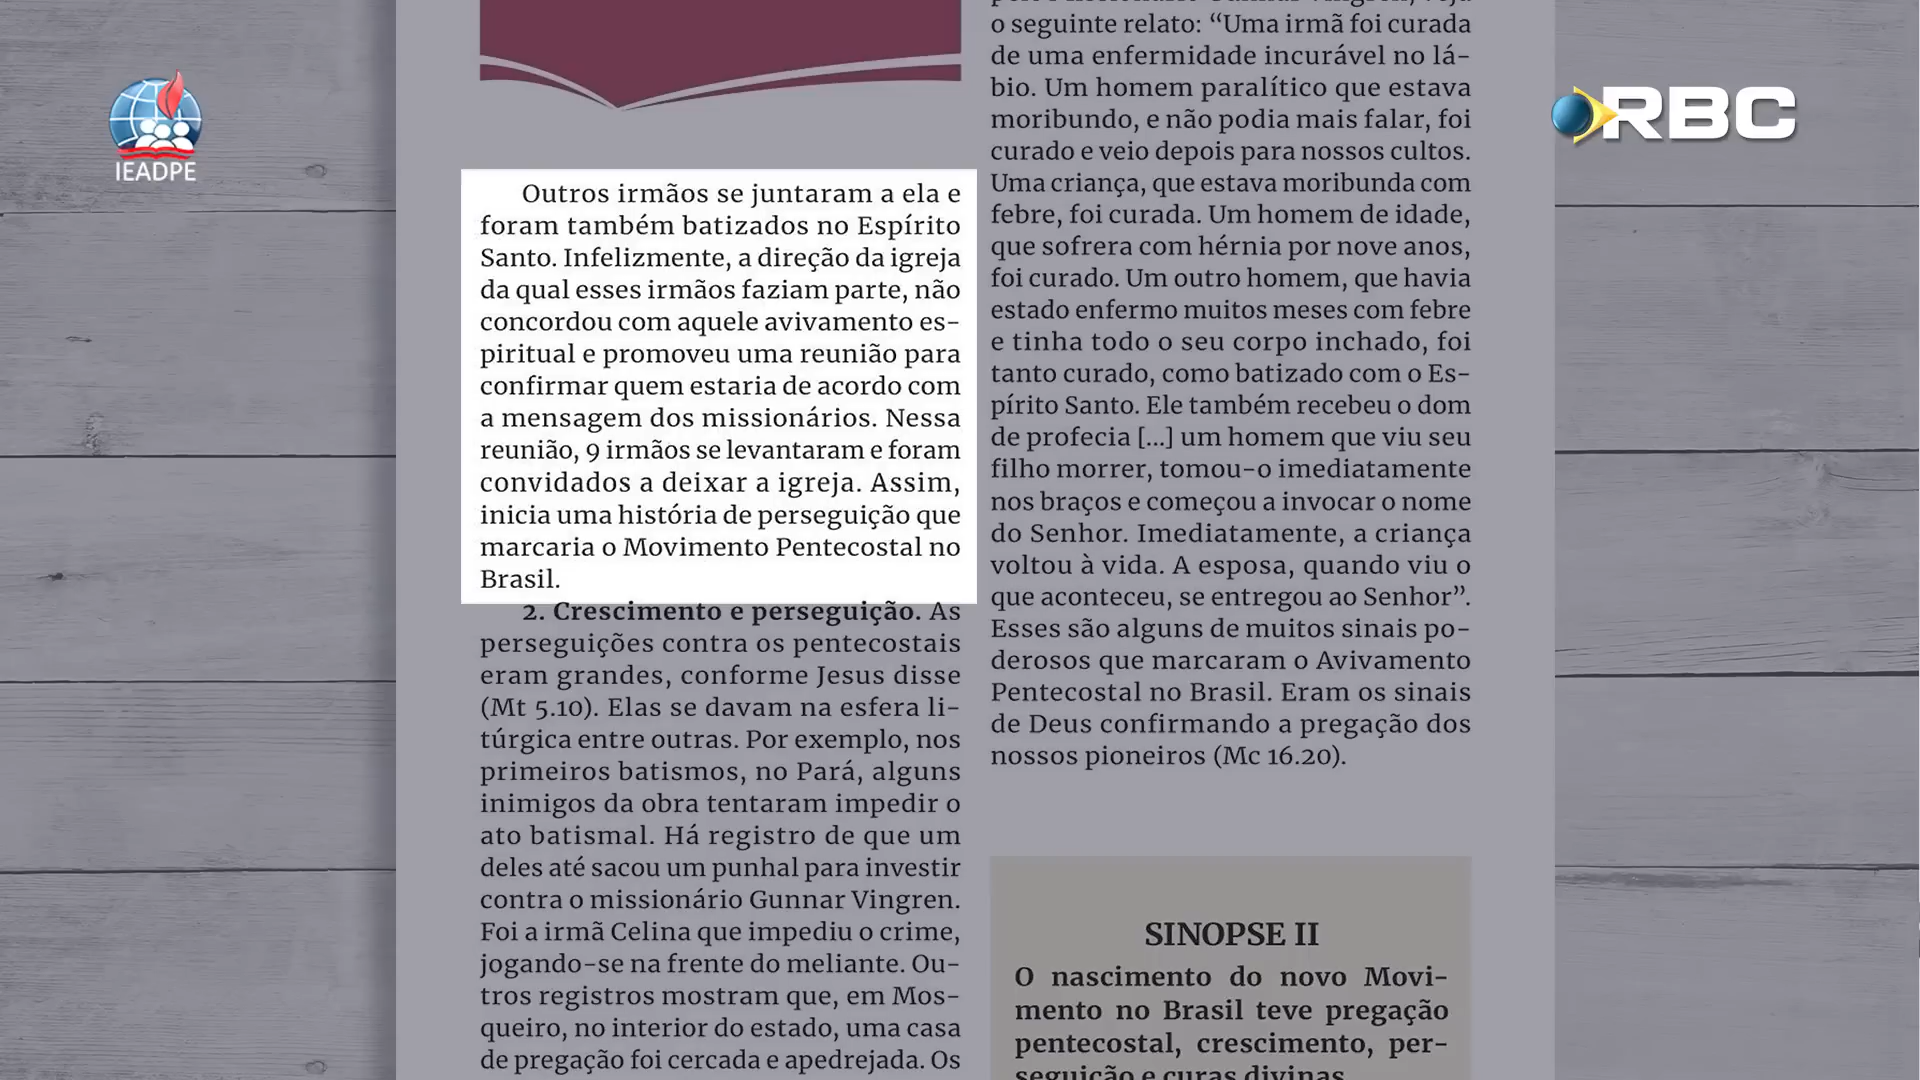 IEADPE
RBC
Outros irmãos se juntaram a ela e
foram também batizados no Espírito
Santo. Infelizmente, a direção da igreja
da qual esses irmãos faziam parte, não
concordou com aquele avivamento es-
piritual e promoveu uma reunião para
confirmar quem estaria de acordo com
a mensagem dos missionários. Nessa
reunião, 9 irmãos se levantaram e foram
convidados a deixar a igreja. Assim,
inicia uma história de perseguição que
marcaria o Movimento Pentecostal no
Brasil.
2. Crescimento e perseguição. As
perseguições contra os pentecostais
eram grandes, conforme Jesus disse
(Mt 5.10). Elas se davam na esfera li-
túrgica entre outras. Por exemplo, nos
primeiros batismos, no Pará, alguns
inimigos da obra tentaram impedir o
ato batismal. Há registro de que um
deles até sacou um punhal para investir
contra o missionário Gunnar Vingren.
Foi a irmã Celina que impediu o crime,
jogando-se na frente do meliante. Ou-
tros registros mostram que, em Mos-
queiro, no interior do estado, uma casa
de pregação foi cercada e apedrejada. Os
o seguinte relato: “Uma irmã foi curada
de uma enfermidade incurável no lá-
bio. Um homem paralítico que estava
moribundo, e não podia mais falar, foi
curado e veio depois para nossos cultos.
Uma criança, que estava moribunda com
febre, foi curada. Um homem de idade,
que sofrera com hérnia por nove anos,
foi curado. Um outro homem, que havia
estado enfermo muitos meses com febre
e tinha todo o seu corpo inchado, foi
tanto curado, como batizado com o Es-
pírito Santo. Ele também recebeu o dom
de profecia [...] um homem que viu seu
filho morrer, tomou-o imediatamente
nos braços e começou a invocar o nome
do Senhor. Imediatamente, a criança
voltou à vida. A esposa, quando viu o
que aconteceu, se entregou ao Senhor”.
Esses são alguns de muitos sinais po-
derosos que marcaram o Avivamento
Pentecostal no Brasil. Eram os sinais
de Deus confirmando a pregação dos
nossos pioneiros (Mc 16.20).
SINOPSE II
O nascimento do novo Movi-
mento no Brasil teve pregação
pentecostal, crescimento, per-
seguição e curas divinas